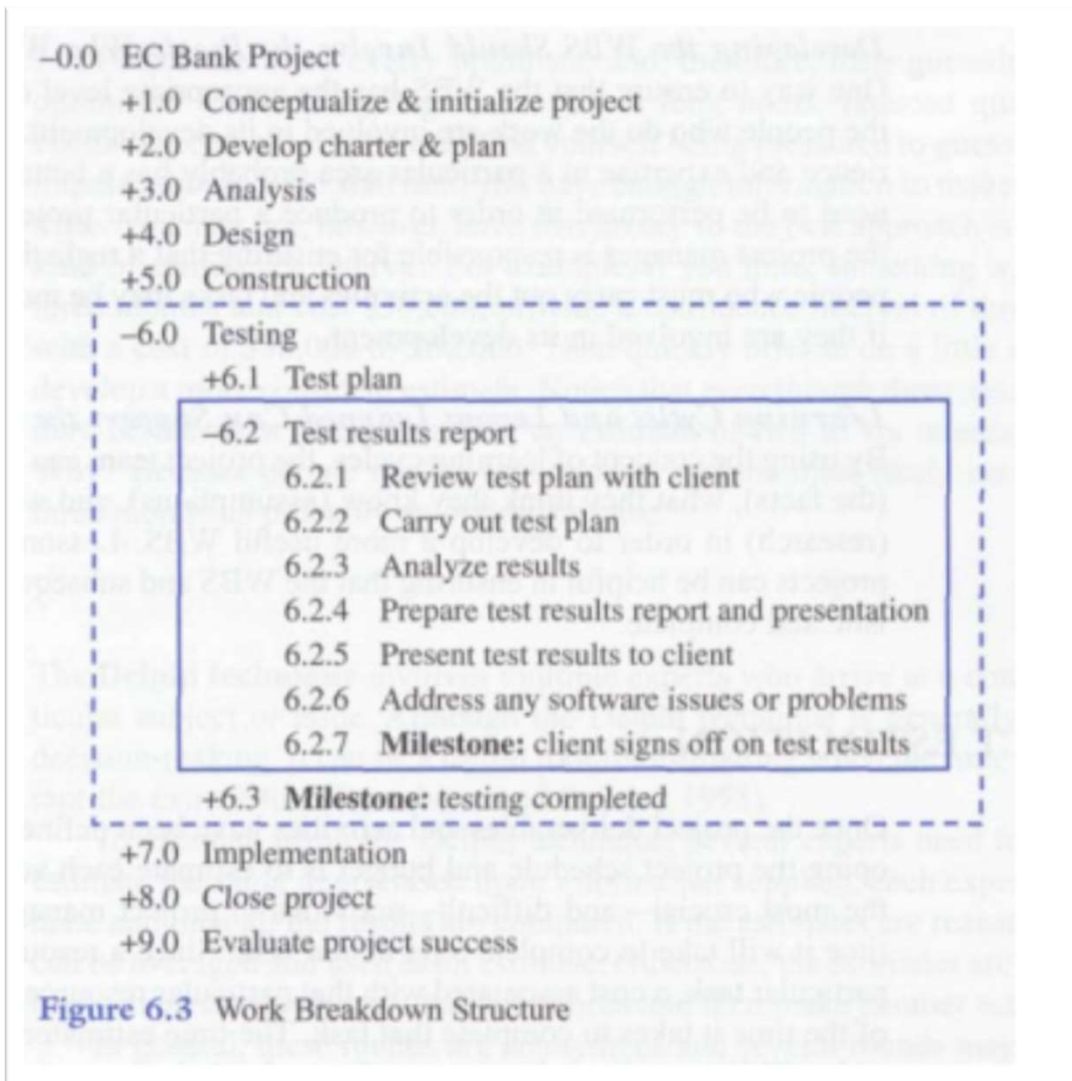 –0.0 EC Bank Project
+1.0 Conceptualize & initialize project
+2.0 Develop charter & plan
+3.0 Analysis
+4.0 Design
+5.0 Construction
–6.0 Testing
+6.1 Test plan
–6.2 Test results report
6.2.1 Review test plan with client
6.2.2 Carry out test plan
6.2.3 Analyze results
6.2.4 Prepare test results report and presentation
6.2.5 Present test results to client
6.2.6 Address any software issues or problems
6.2.7 Milestone: client signs off on test results
+6.3 Milestone: testing completed
+7.0 Implementation
+8.0 Close project
+9.0 Evaluate project success
Figure 6.3 Work Breakdown Structure